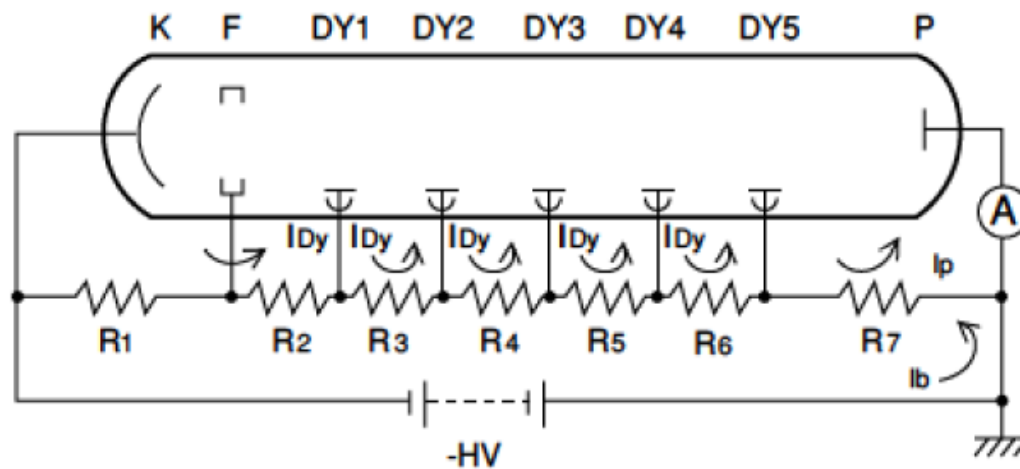 K F DY1 DY2 DY3 DY4 DY5 P
A
IDy IDy IDy IDy IDy
Ip
R1 R2 R3 R4 R5 R6 R7
Ib
-HV